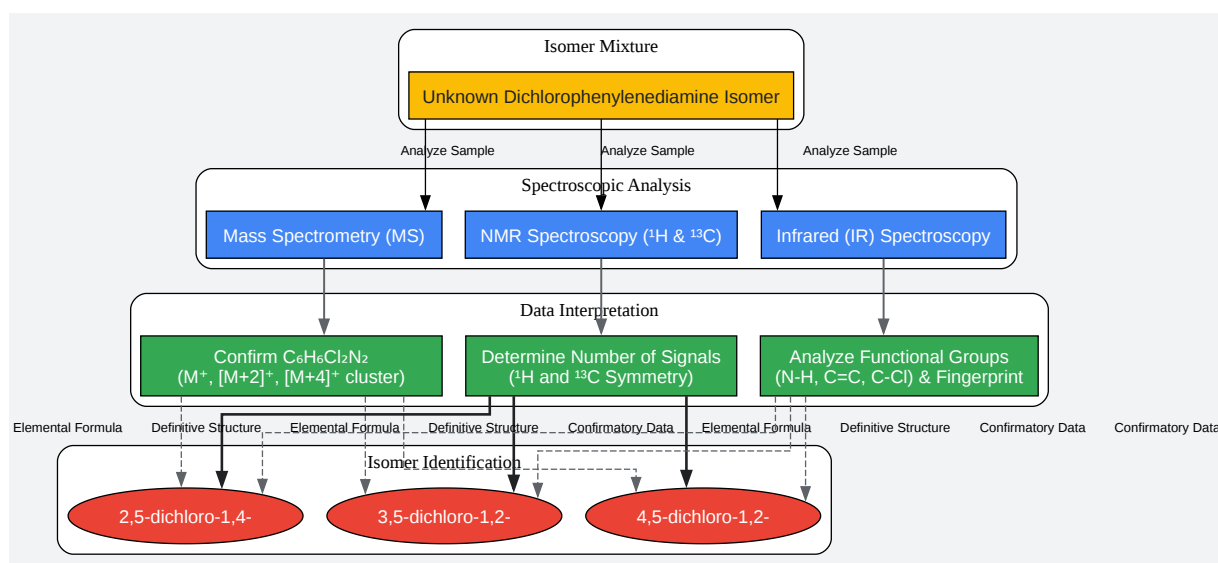 Isomer Mixture
Unknown Dichlorophenylenediamine Isomer
Analyze Sample
Analyze Sample
Analyze Sample
Spectroscopic Analysis
Mass Spectrometry (MS)
NMR Spectroscopy (¹H & ¹³C)
Infrared (IR) Spectroscopy
Data Interpretation
Confirm C₆H₆Cl₂N₂
(M⁺, [M+2]⁺, [M+4]⁺ cluster)
Determine Number of Signals
(¹H and ¹³C Symmetry)
Analyze Functional Groups
(N-H, C=C, C-Cl) & Fingerprint
Elemental Formula
Definitive Structure
Elemental Formula
Definitive Structure
Confirmatory Data
Elemental Formula
Definitive Structure
Confirmatory Data
Confirmatory Data
Isomer Identification
2,5-dichloro-1,4-
3,5-dichloro-1,2-
4,5-dichloro-1,2-